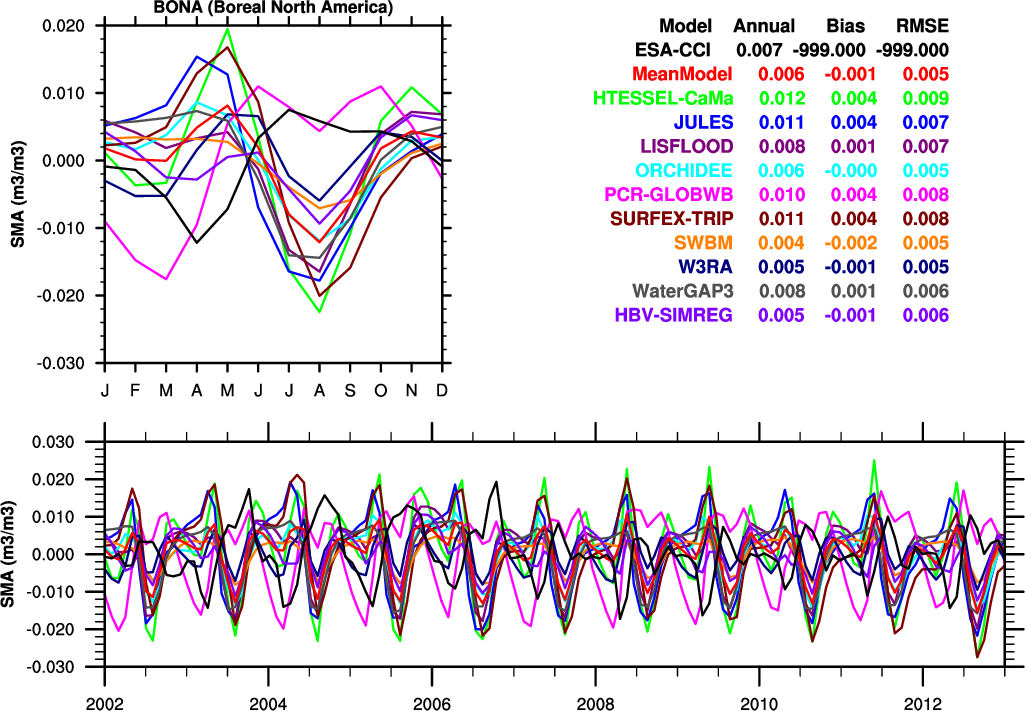 BONA (Boreal North America)
0.020
0.010
0.000
-0.010
-0.020
-0.030
SMA (m3/m3)
J F M A M J J A S O N D
Model Annual Bias RMSE
ESA-CCI 0.007 -999.000 -999.000
MeanModel 0.006 -0.001 0.005
HTESSEL-CaMa 0.012 0.004 0.009
JULES 0.011 0.004 0.007
LISFLOOD 0.008 0.001 0.007
ORCHIDEE 0.006 -0.000 0.005
PCR-GLOBWB 0.010 0.004 0.008
SURFEX-TRIP 0.011 0.004 0.008
SWBM 0.004 -0.002 0.005
W3RA 0.005 -0.001 0.005
WaterGAP3 0.008 0.001 0.006
HBV-SIMREG 0.005 -0.001 0.006
0.030
0.020
0.010
0.000
-0.010
-0.020
-0.030
SMA (m3/m3)
2002 2004 2006 2008 2010 2012